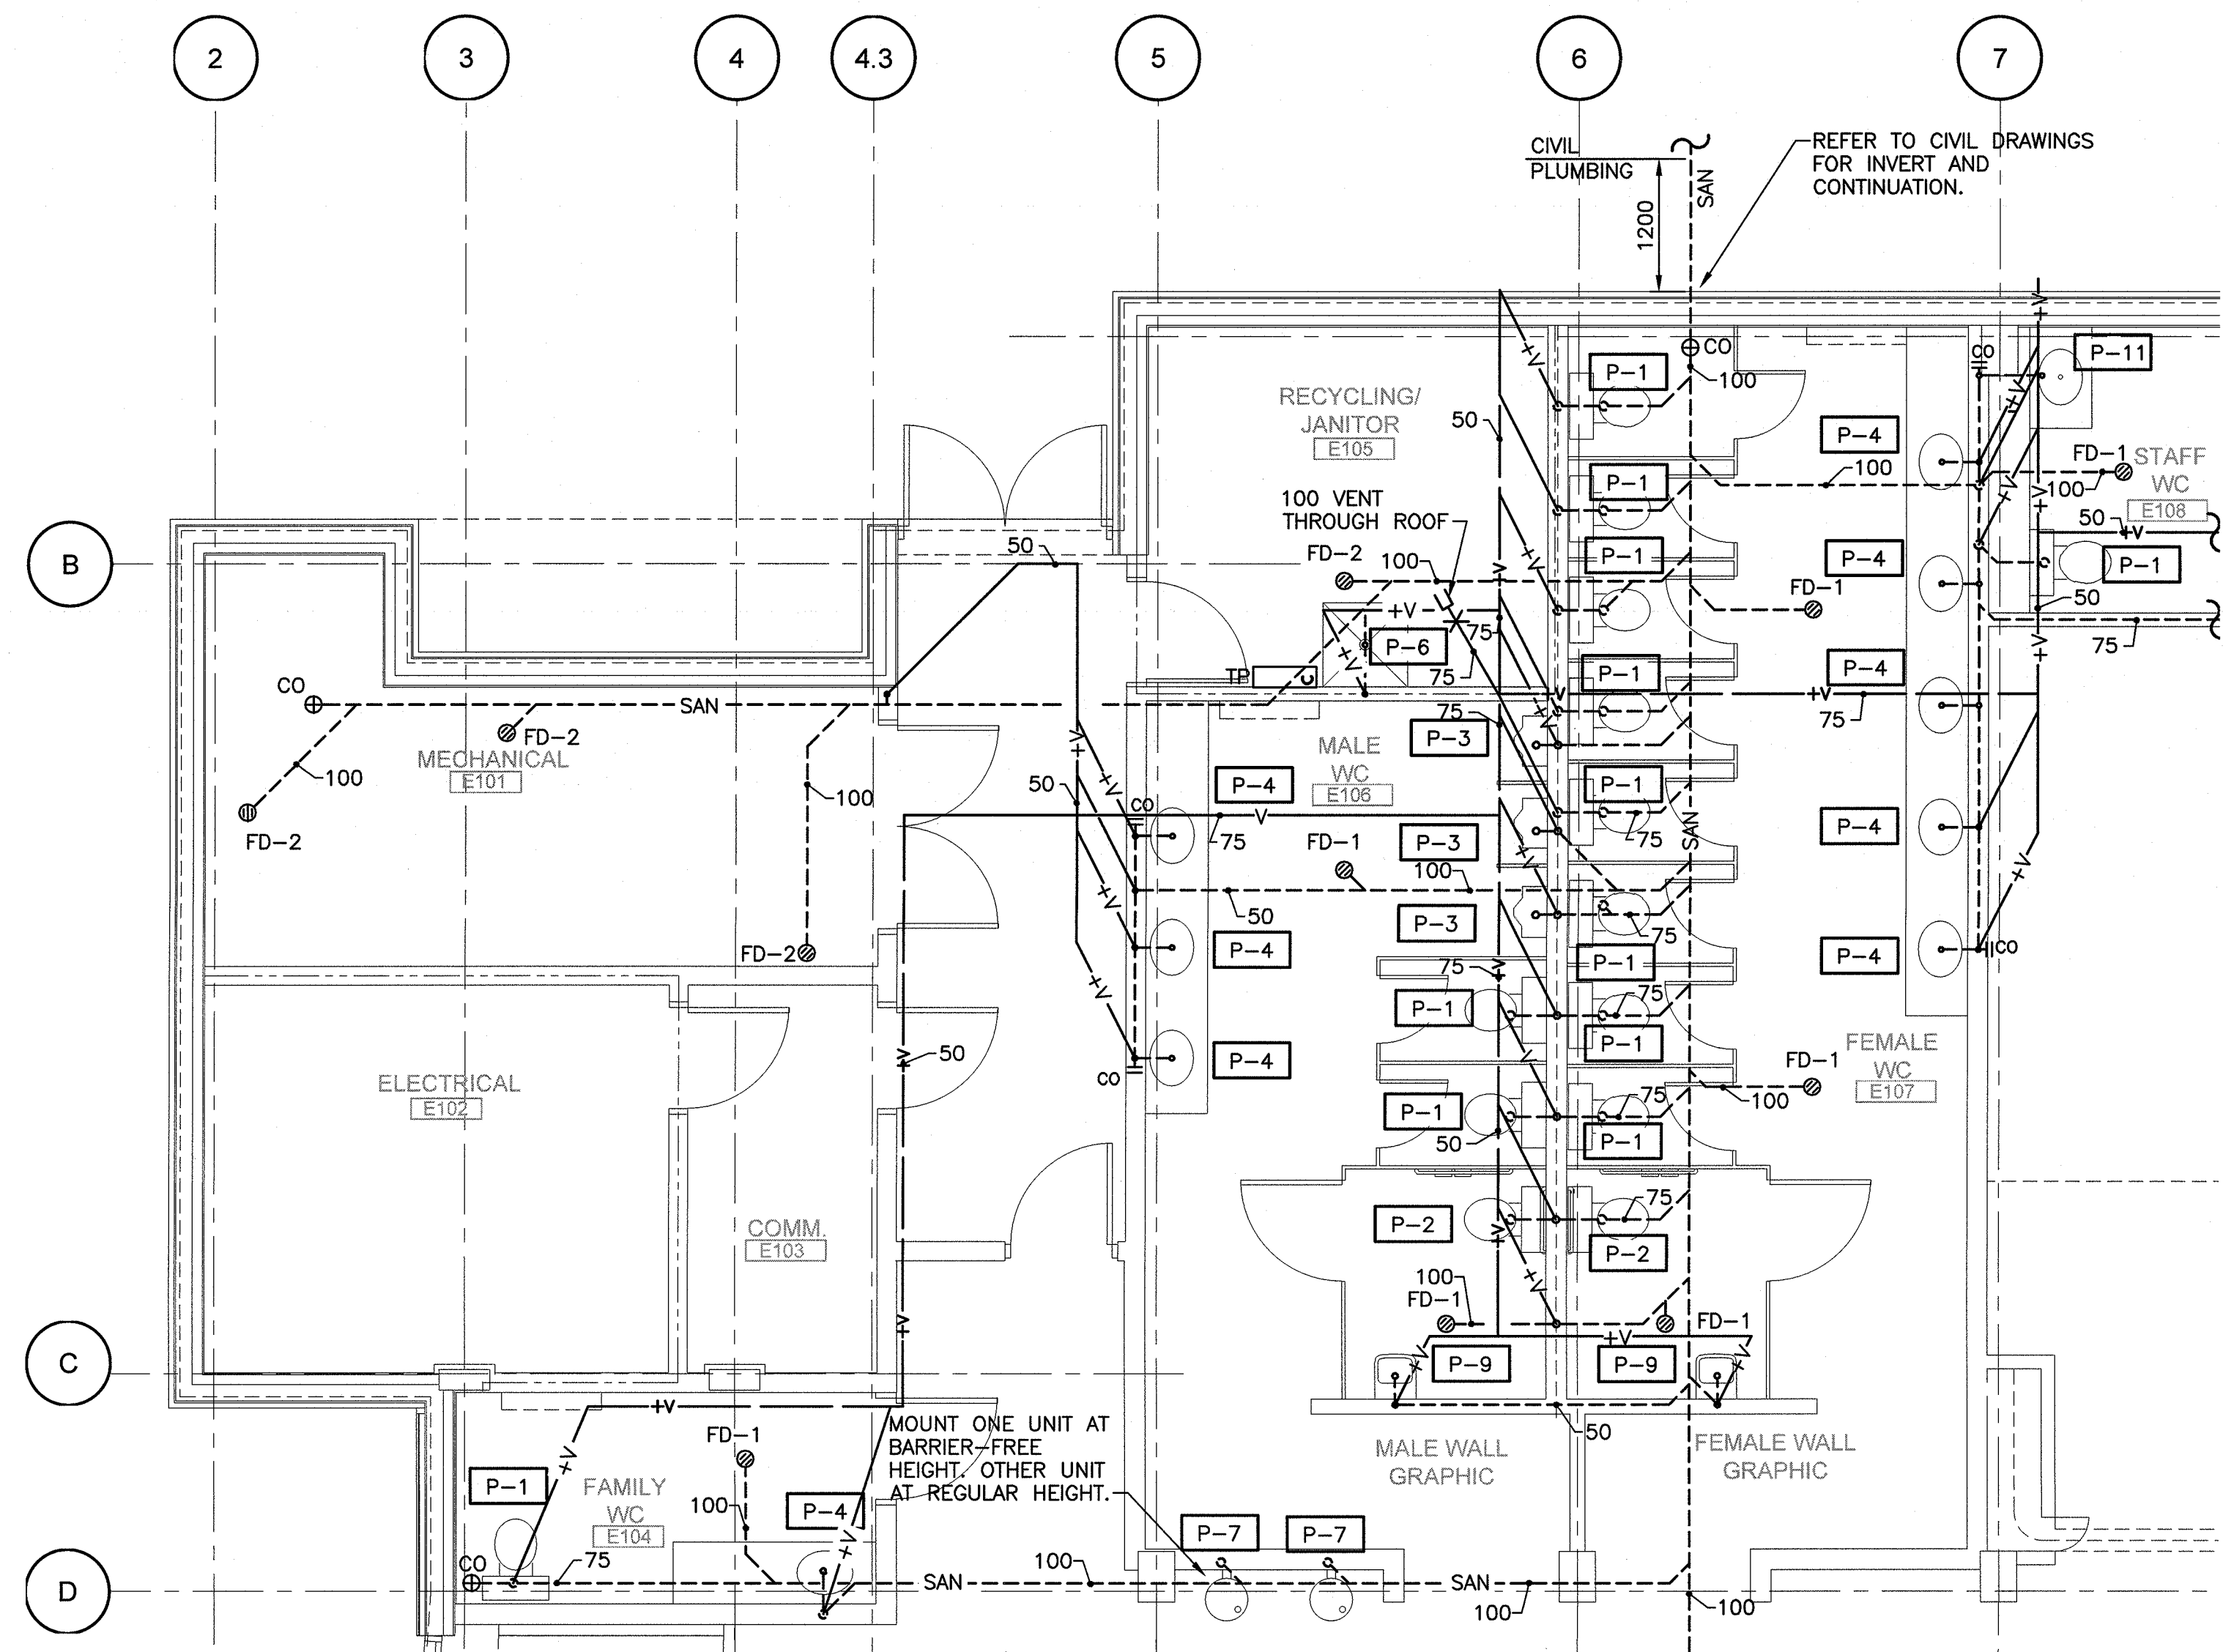 2
3
4
4.3
5
6
7
CIVIL
PLUMBING
SAN
1200
REFER TO CIVIL DRAWINGS
FOR INVERT AND
CONTINUATION.
CO
100
P-1
CO
P-11
V
RECYCLING/
JANITOR
E105
50
+V
P-4
100
P-1
FD-1
100
STAFF
WC
E108
50
+V
+V
+V
V
100 VENT
THROUGH ROOF
B
50
FD-2
100
V
+V
P-1
P-4
P-1
FD-1
50
+V
75
P-6
75
75
TP
+V
P-1
P-4
75
V
CO
SAN
FD-2
MECHANICAL
E101
100
FD-2
100
FD-2
+V
+V
50
CO
MALE
WC
E106
P-3
75
V
+V
75
P-4
75
V
P-3
FD-1
100
50
P-1
75
SAN
P-4
+V
+V
+V
P-4
P-3
75
P-1
P-4
CO
75
V
P-1
75
P-1
V
50
P-4
CO
ELECTRICAL
E102
FEMALE
WC
E107
FD-1
100
P-1
50
75
P-1
COMM.
E103
P-2
V
75
P-2
+V
100
FD-1
FD-1
+V
+V
P-9
P-9
+V
+V
C
50
+V
FD-1
MOUNT ONE UNIT AT
BARRIER-FREE
HEIGHT. OTHER UNIT
AT REGULAR HEIGHT.
MALE WALL
GRAPHIC
FEMALE WALL
GRAPHIC
P-1
+V
FAMILY
WC
E104
100
P-4
+V
P-7
P-7
D
CO
75
SAN
100
SAN
100
100